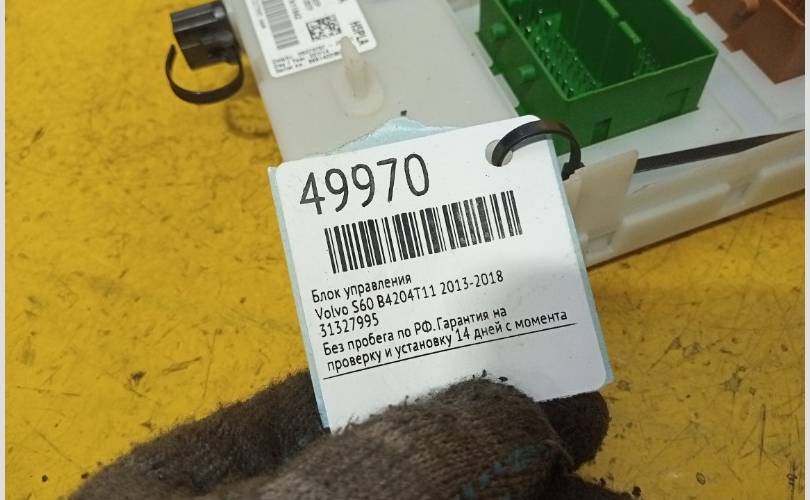 HSPLA
49970
Блок управления
Volvo S60 B4204T11 2013-2018
31327995
Без пробега по РФ.Гарантия на
проверку и установку 14 дней с момента